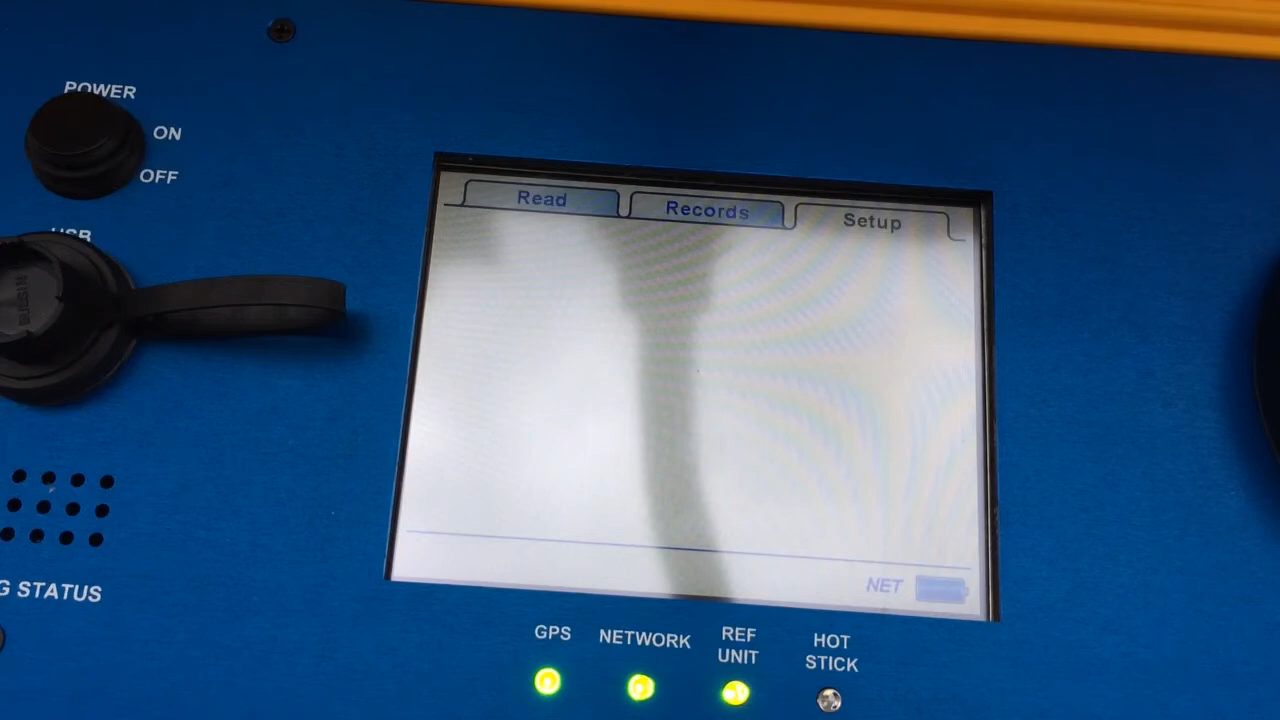 POWER
ON
OFF
USB
Read
Records
Setup
NET
G STATUS
GPS
NETWORK
REF
UNIT
HOT
STICK